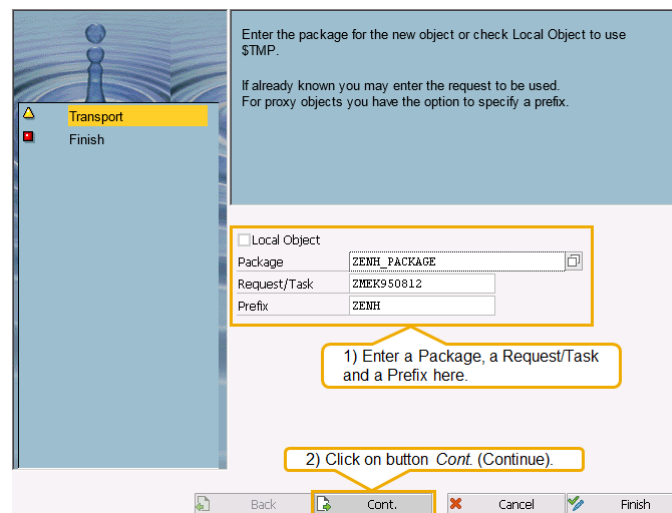 Enter the package for the new object or check Local Object to use
$TMP.
If already known you may enter the request to be used.
For proxy objects you have the option to specify a prefix.
Transport
Finish
Local Object
Package ZENH_PACKAGE
Request/Task ZMEK950812
Prefix ZENH
1) Enter a Package, a Request/Task
and a Prefix here.
2) Click on button Cont. (Continue).
Back Cont. Cancel Finish